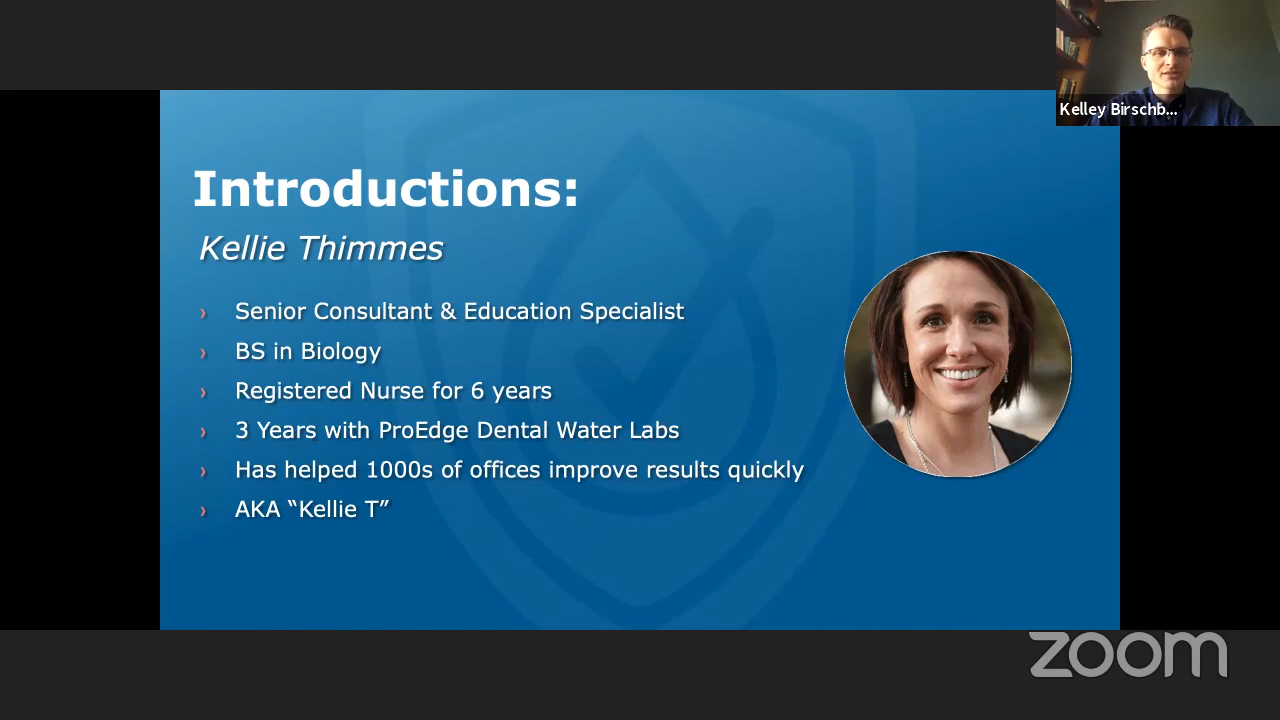 Kelley Birschb...
Introductions:
Kellie Thimmes
› Senior Consultant & Education Specialist
› BS in Biology
› Registered Nurse for 6 years
› 3 Years with ProEdge Dental Water Labs
› Has helped 1000s of offices improve results quickly
› AKA “Kellie T”
zoom